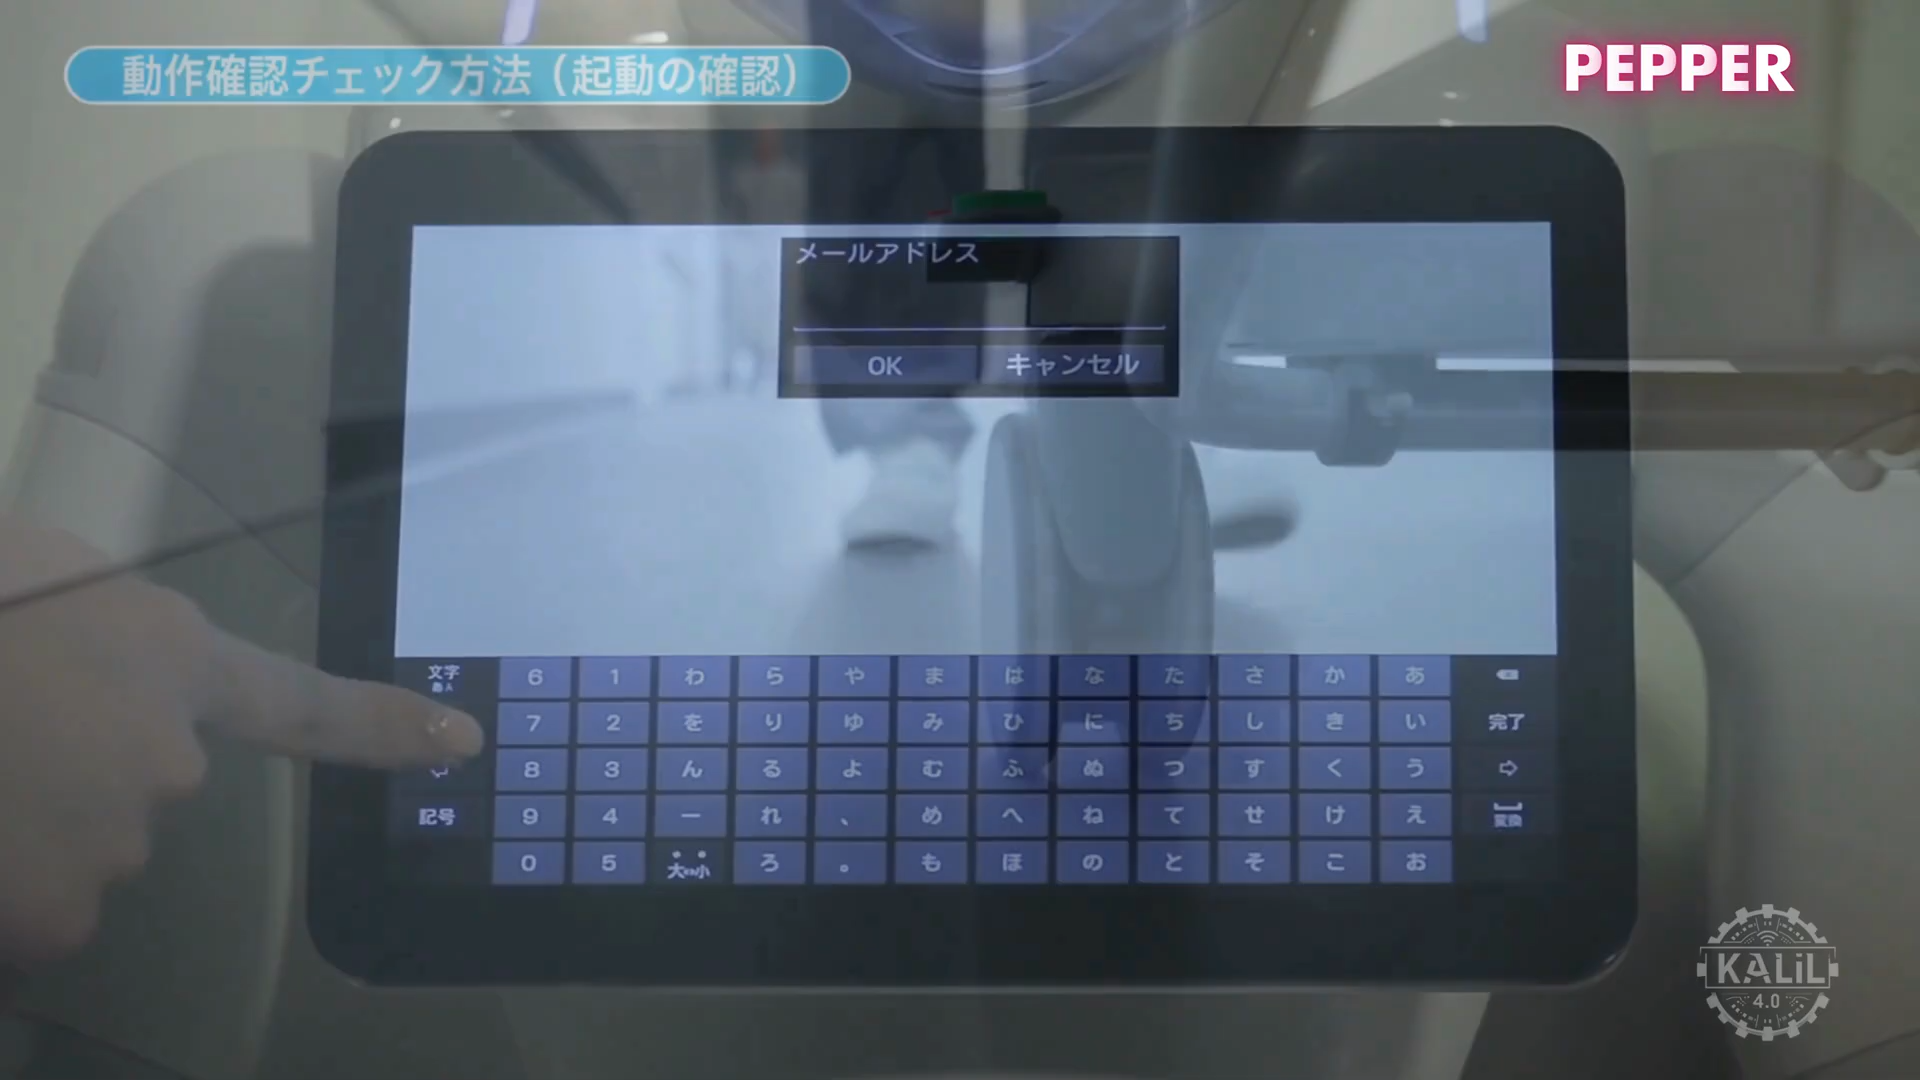 動作確認チェック方法（起動の確認）
PEPPER
メールアドレス
OK キャンセル
文字 6 1 わ ら や ま は な た さ か あ
あA
7 2 を り ゆ み ひ に ち し き い 完了
8 3 ん る よ む ふ ぬ つ す く う
記号 9 4 ー れ 、 め へ ね て せ け え 変換
0 5 大⇔小 ろ 。 も ほ の と そ こ お
KALiL
4.0